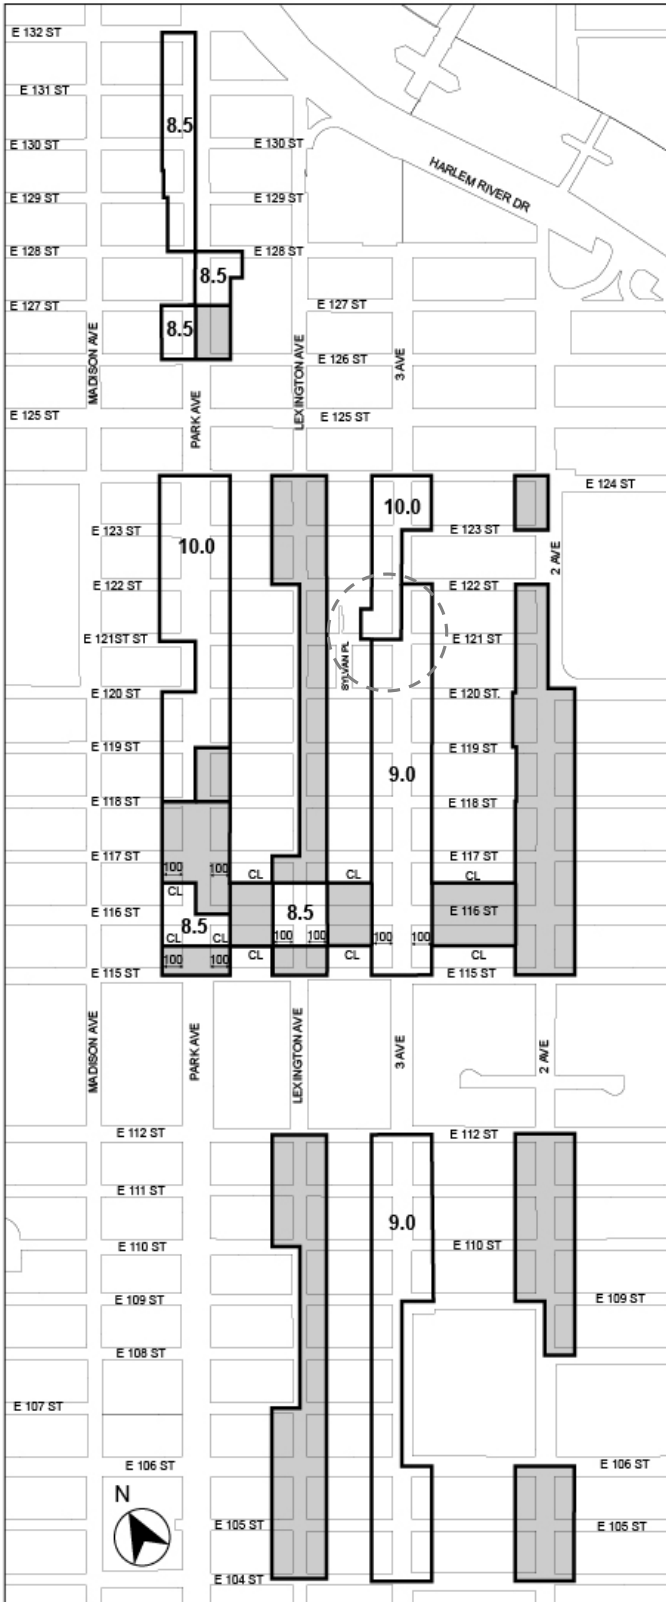 E 132 ST
E 131 ST
8.5
E 130 ST
E 130 ST
HARLEM RIVER DR
E 129 ST
E 129 ST
E 128 ST
E 128 ST
8.5
E 127 ST
E 127 ST
8.5
MADISON AVE
LEXINGTON AVE
3 AVE
E 126 ST
PARK AVE
E 125 ST
E 125 ST
E 124 ST
10.0
E 123 ST
E 123 ST
10.0
2 AVE
E 122 ST
E 122 ST
E 121ST ST
E 121 ST
SYLVAN PL
E 120 ST
E 120 ST.
E 119 ST
E 119 ST
9.0
E 118 ST
E 118 ST
E 117 ST
E 117 ST
100
100
CL
CL
CL
CL
E 116 ST
8.5
E 116 ST
8.5
CL
CL
100
100
100
100
CL
CL
CL
100
100
E 115 ST
E 115 ST
MADISON AVE
PARK AVE
LEXINGTON AVE
3 AVE
2 AVE
E 112 ST
E 112 ST
E 111 ST
9.0
E 110 ST
E 110 ST
E 109 ST
E 109 ST
E 108 ST
E 107 ST
E 106 ST
E 106 ST
N
E 105 ST
E 105 ST
E 104 ST